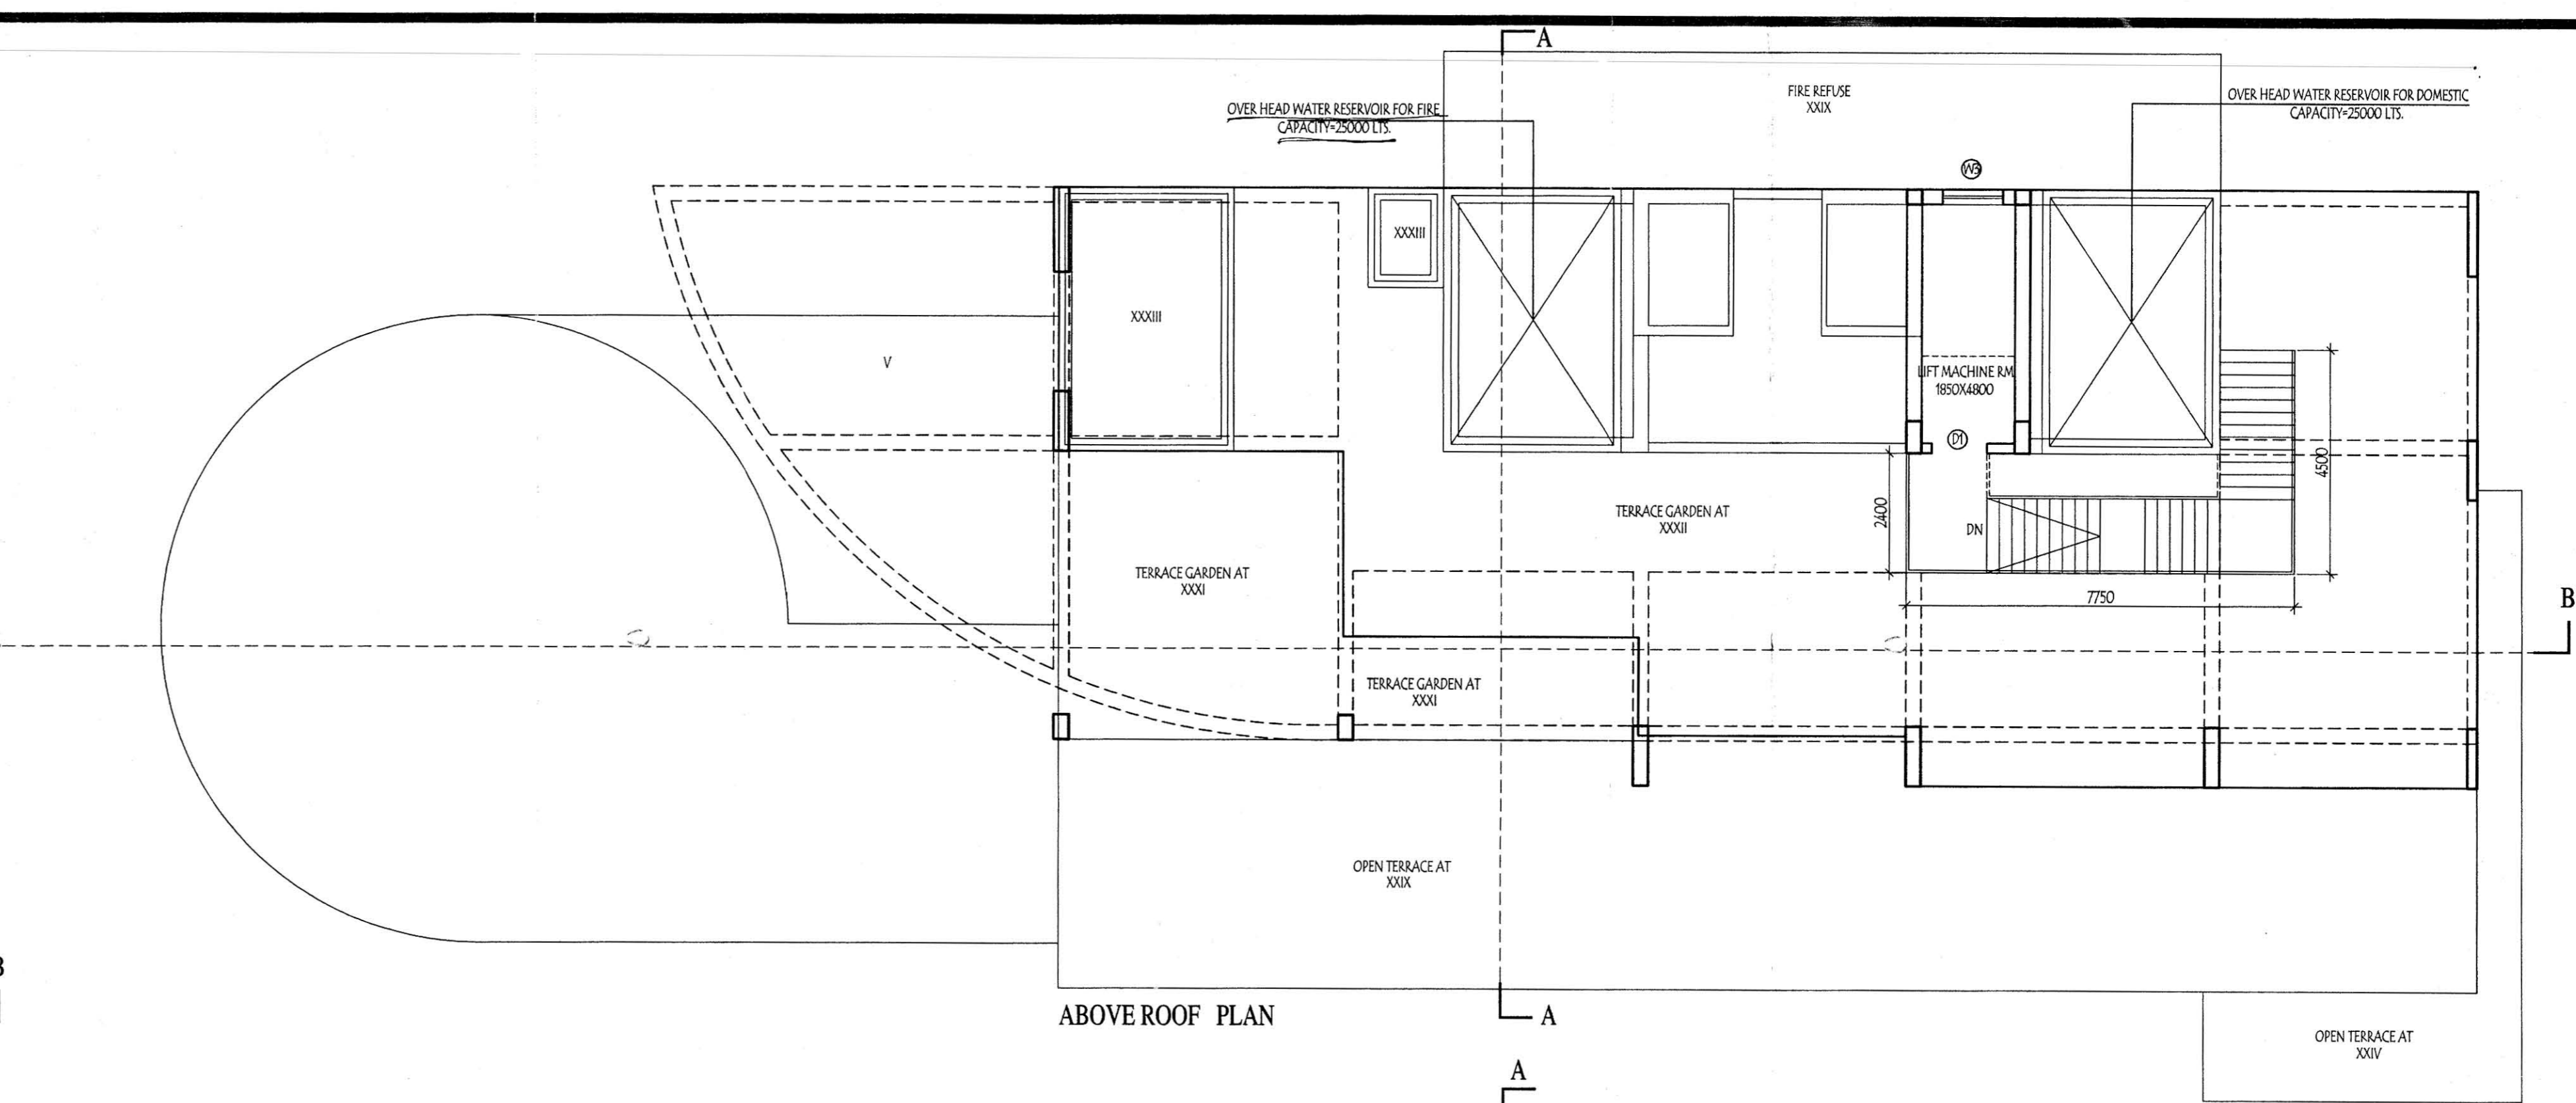 A
FIRE REFUSE
XXIX
OVER HEAD WATER RESERVOIR FOR FIRE
CAPACITY=25000 LTS.
OVER HEAD WATER RESERVOIR FOR DOMESTIC
CAPACITY=25000 LTS.
W3
XXXIII
XXXIII
V
LIFT MACHINE RM
1850X4800
D1
4500
2400
TERRACE GARDEN AT
XXXII
DN
TERRACE GARDEN AT
XXXI
7750
B
TERRACE GARDEN AT
XXXI
OPEN TERRACE AT
XXIX
B
ABOVE ROOF PLAN
A
OPEN TERRACE AT
XXIV
A